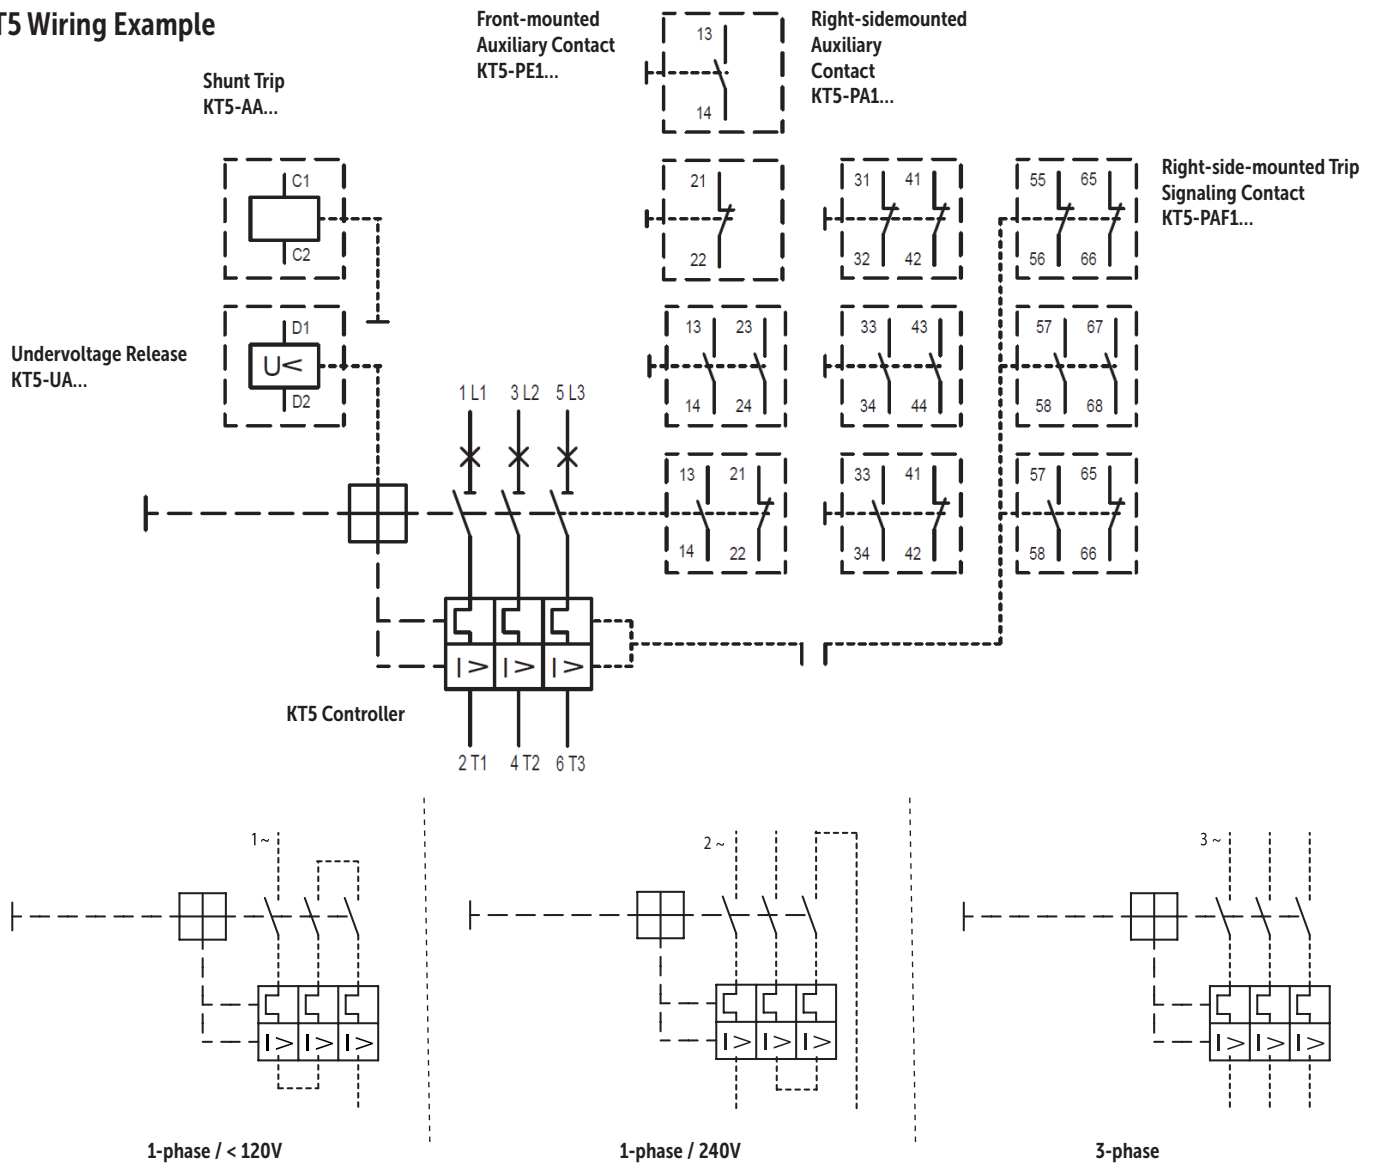 T5 Wiring Example
Front-mounted
Auxiliary Contact
KT5-PE1...
Right-sidemounted
Auxiliary
Contact
KT5-PA1...
Shunt Trip
KT5-AA...
Right-side-mounted Trip
Signaling Contact
KT5-PAF1...
Undervoltage Release
KT5-UA...
13
14
C1
C2
21
22
31 41
32 42
55 65
56 66
D1
U<
D2
13 23
14 24
33 43
34 44
57 67
58 68
1 L1 3 L2 5 L3
13 21
14 22
33 41
34 42
57 65
58 66
I > I > I >
KT5 Controller
2 T1 4 T2 6 T3
1 ~
I > I > I >
1-phase / < 120V
2 ~
I > I > I >
1-phase / 240V
3 ~
I > I > I >
3-phase